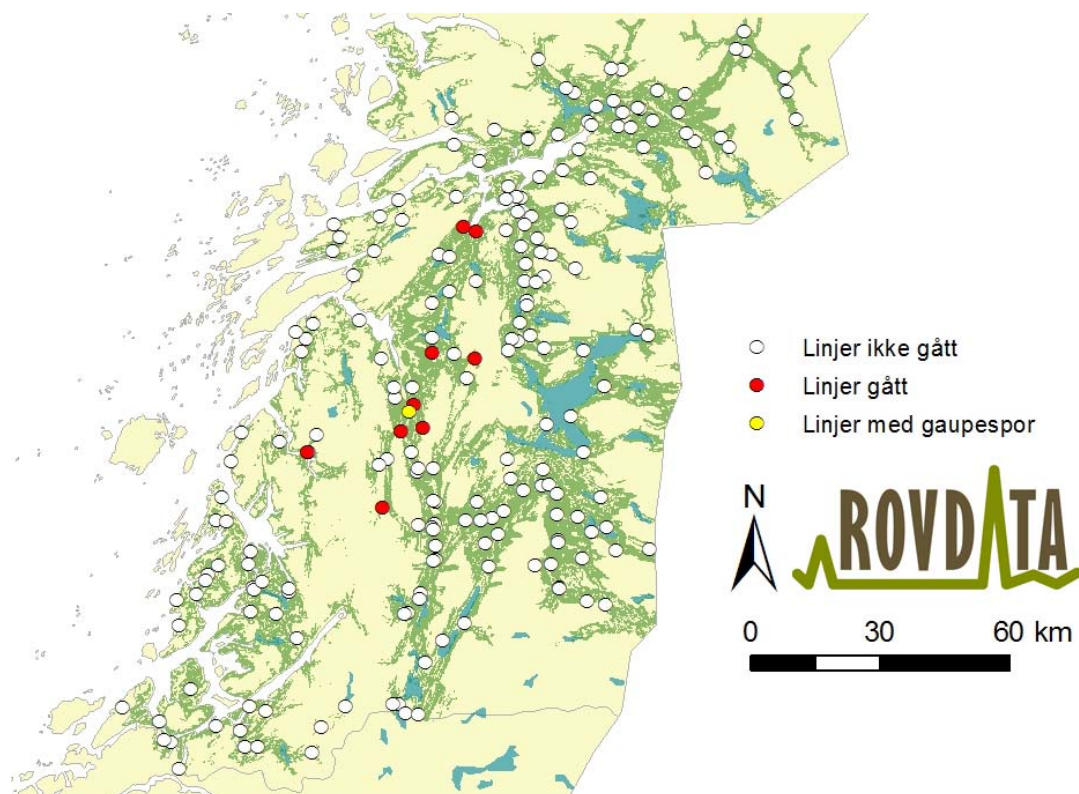 Linjer ikke gått
Linjer gått
Linjer med gaupespor
N
ROVDATA
0 30 60 km